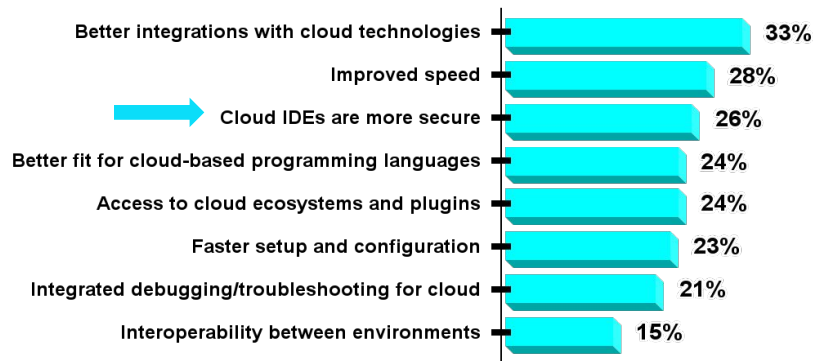 Better integrations with cloud technologies 33%
Improved speed 28%
Cloud IDEs are more secure 26%
Better fit for cloud-based programming languages 24%
Access to cloud ecosystems and plugins 24%
Faster setup and configuration 23%
Integrated debugging/troubleshooting for cloud 21%
Interoperability between environments 15%